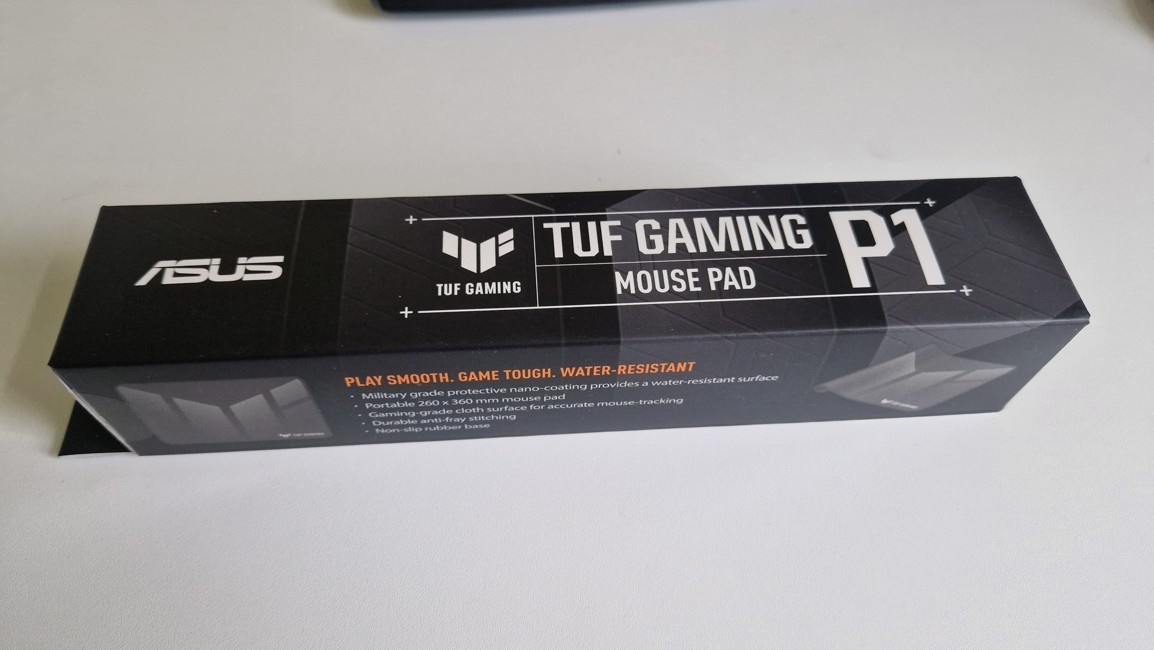 ASUS
TUF GAMING
TUF GAMING
MOUSE PAD
P1
PLAY SMOOTH. GAME TOUGH. WATER-RESISTANT
• Military grade protective nano-coating provides a water-resistant surface
• Portable 260 x 360 mm mouse pad
• Gaming-grade cloth surface for accurate mouse-tracking
• Durable anti-fray stitching
• Non-slip rubber base
TUF GAMING